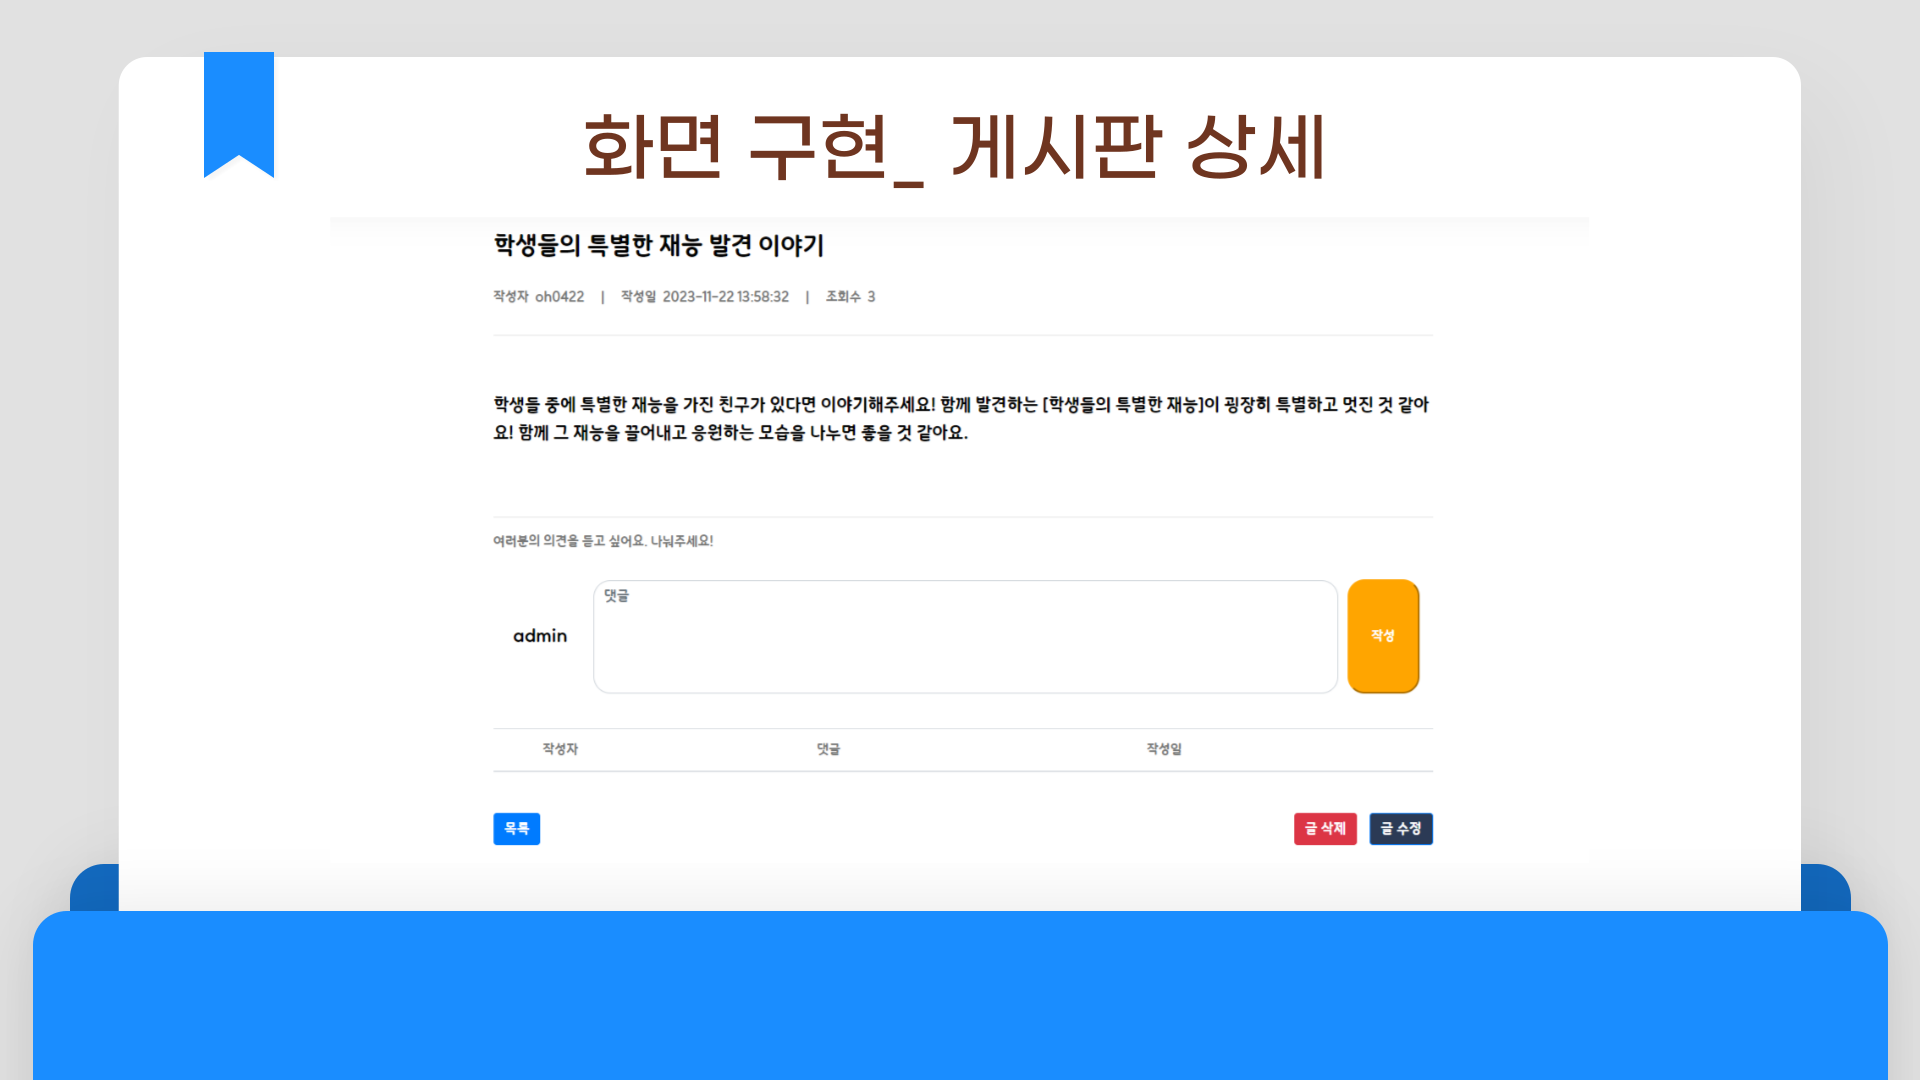 화면 구현_ 게시판 상세
학생들의 특별한 재능 발견 이야기
작성자 oh0422 | 작성일 2023-11-22 13:58:32 | 조회수 3
학생들 중에 특별한 재능을 가진 친구가 있다면 이야기해주세요! 함께 발견하는 [학생들의 특별한 재능]이 굉장히 특별하고 멋진 것 같아
요! 함께 그 재능을 끌어내고 응원하는 모습을 나누면 좋을 것 같아요.
여러분의 의견을 듣고 싶어요. 나눠주세요!
댓글
admin
작성
작성자 댓글 작성일
목록 글 삭제 글 수정